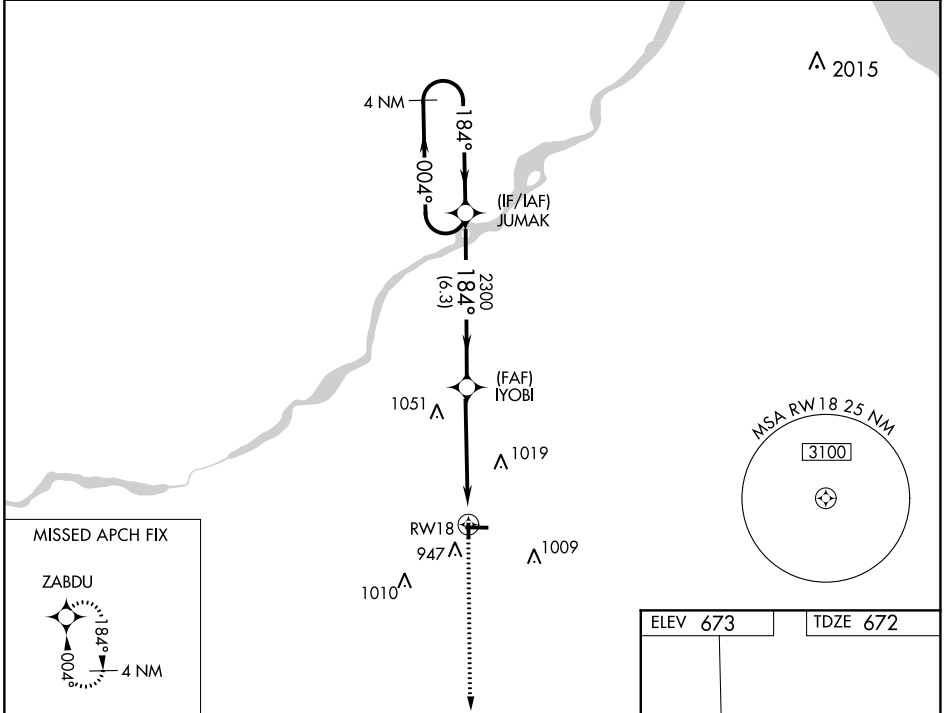 2015
4 NM
184°
004°
(IF/IAF)
JUMAK
2300
184°
(6.3)
(FAF)
IYOBI
1051
1019
MSA RW18 25 NM
3100
RW18
947
1009
1010
MISSED APCH FIX
ZABDU
184°
004°
4 NM
ELEV 673
TDZE 672